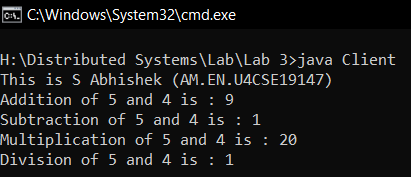 C:\Windows\System32\cmd.exe
H:\Distributed Systems\Lab\Lab 3>java Client
This is S Abhishek (AM.EN.U4CSE19147)
Addition of 5 and 4 is : 9
Subtraction of 5 and 4 is : 1
Multiplication of 5 and 4 is : 20
Division of 5 and 4 is : 1